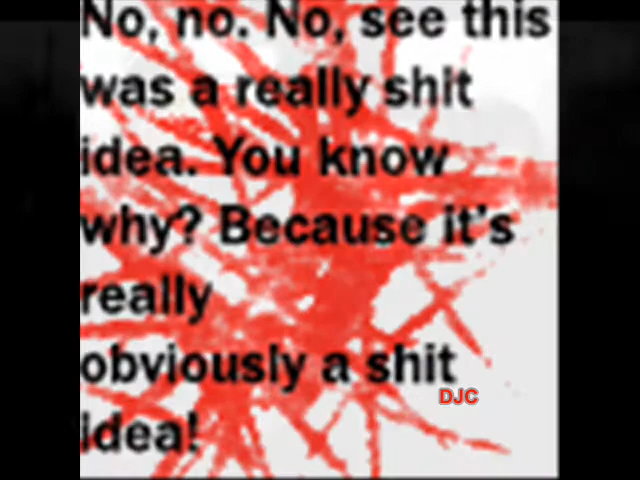 No, no. No, see this
was a really shit
idea. You know
why? Because it's
really
obviously a shit
idea!
DJC